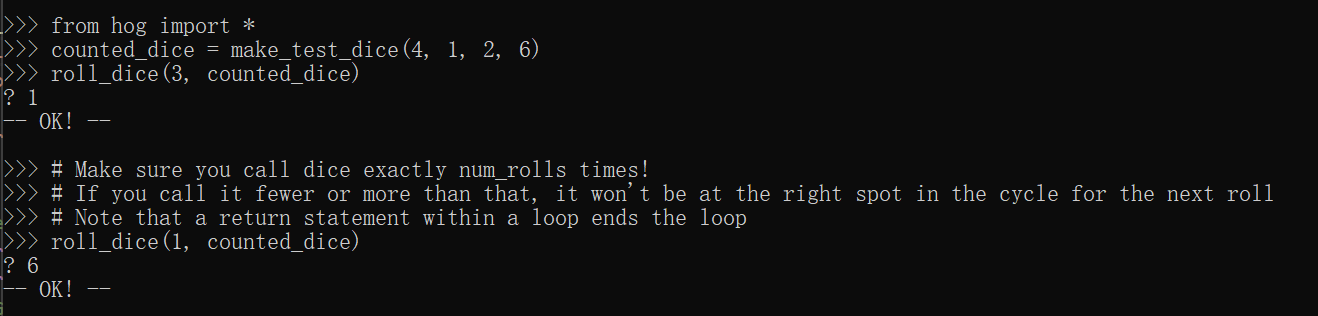 >>> from hog import *
>>> counted_dice = make_test_dice(4, 1, 2, 6)
>>> roll_dice(3, counted_dice)
? 1
-- OK! --
>>> # Make sure you call dice exactly num_rolls times!
>>> # If you call it fewer or more than that, it won't be at the right spot in the cycle for the next roll
>>> # Note that a return statement within a loop ends the loop
>>> roll_dice(1, counted_dice)
? 6
-- OK! --